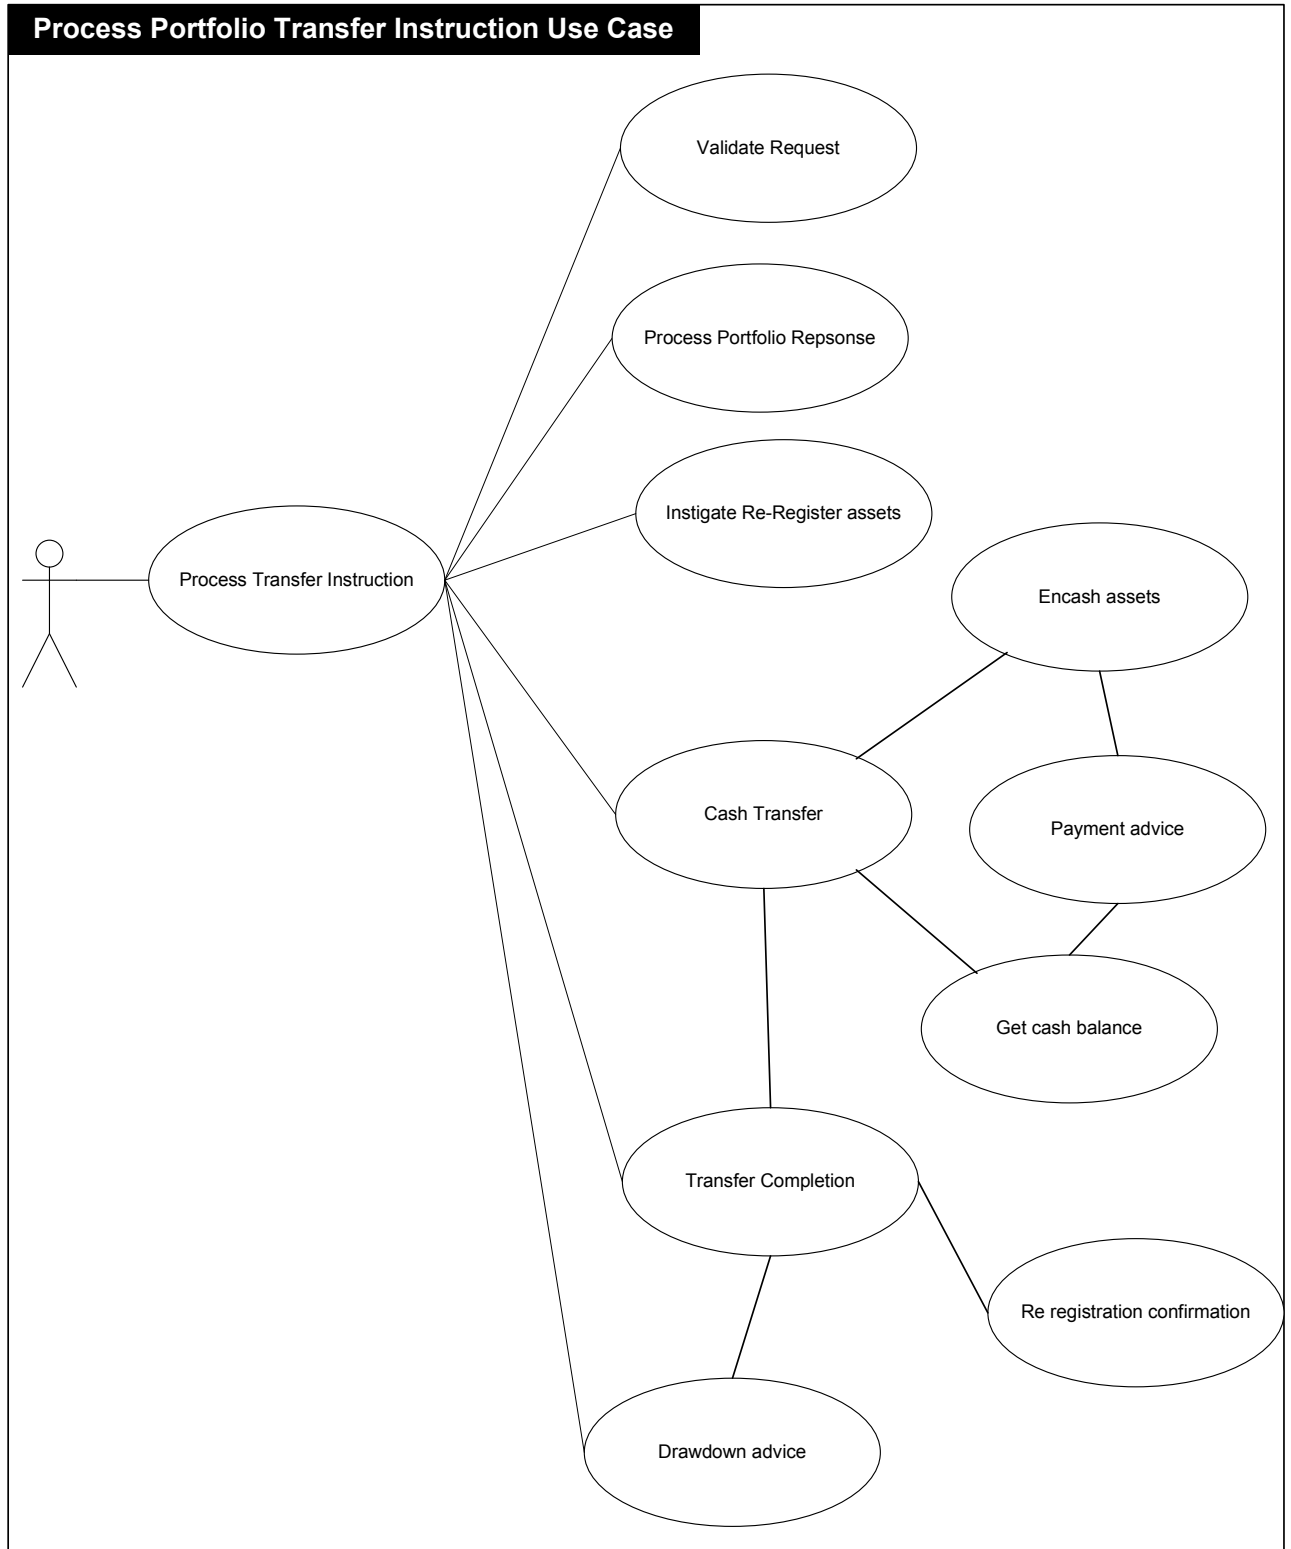 Process Portfolio Transfer Instruction Use Case
Validate Request
Process Portfolio Repsonse
Instigate Re-Register assets
Process Transfer Instruction
Encash assets
Cash Transfer
Payment advice
Get cash balance
Transfer Completion
Re registration confirmation
Drawdown advice